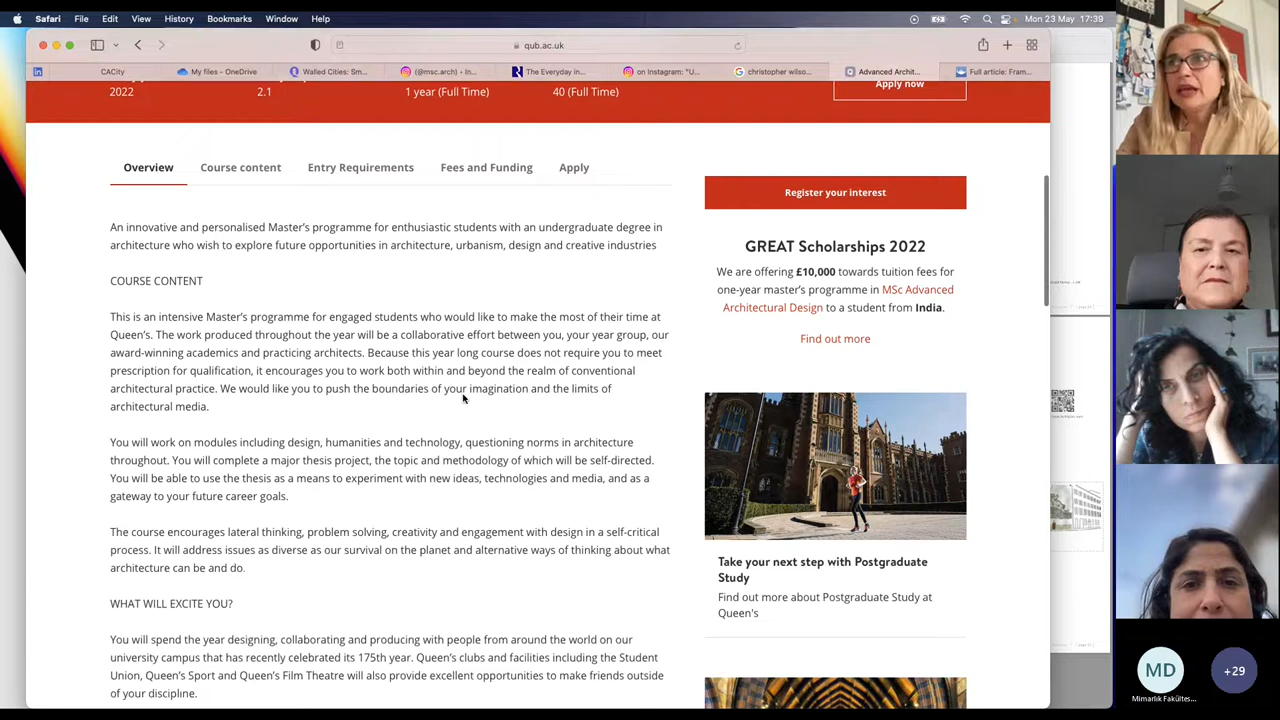 Safari File Edit View History Bookmarks Window Help Mon 23 May 17:39
qub.ac.uk
CACity My files - OneDrive Walled Cities: Sm... (@msc.arch) • In... The Everyday in... on Instagram: "U... christopher wilso... Advanced Archit... Full article: Fram...
2022 2.1 1 year (Full Time) 40 (Full Time) Apply now
Overview Course content Entry Requirements Fees and Funding Apply
An innovative and personalised Master's programme for enthusiastic students with an undergraduate degree in
architecture who wish to explore future opportunities in architecture, urbanism, design and creative industries
COURSE CONTENT
This is an intensive Master's programme for engaged students who would like to make the most of their time at
Queen's. The work produced throughout the year will be a collaborative effort between you, your year group, our
award-winning academics and practicing architects. Because this year long course does not require you to meet
prescription for qualification, it encourages you to work both within and beyond the realm of conventional
architectural practice. We would like you to push the boundaries of your imagination and the limits of
architectural media.
You will work on modules including design, humanities and technology, questioning norms in architecture
throughout. You will complete a major thesis project, the topic and methodology of which will be self-directed.
You will be able to use the thesis as a means to experiment with new ideas, technologies and media, and as a
gateway to your future career goals.
The course encourages lateral thinking, problem solving, creativity and engagement with design in a self-critical
process. It will address issues as diverse as our survival on the planet and alternative ways of thinking about what
architecture can be and do.
WHAT WILL EXCITE YOU?
You will spend the year designing, collaborating and producing with people from around the world on our
university campus that has recently celebrated its 175th year. Queen's clubs and facilities including the Student
Union, Queen's Sport and Queen's Film Theatre will also provide excellent opportunities to make friends outside
of your discipline.
Register your interest
GREAT Scholarships 2022
We are offering £10,000 towards tuition fees for
one-year master's programme in MSc Advanced
Architectural Design to a student from India.
Find out more
Take your next step with Postgraduate
Study
Find out more about Postgraduate Study at
Queen's
MD
Mimarlık Fakültes...
+29